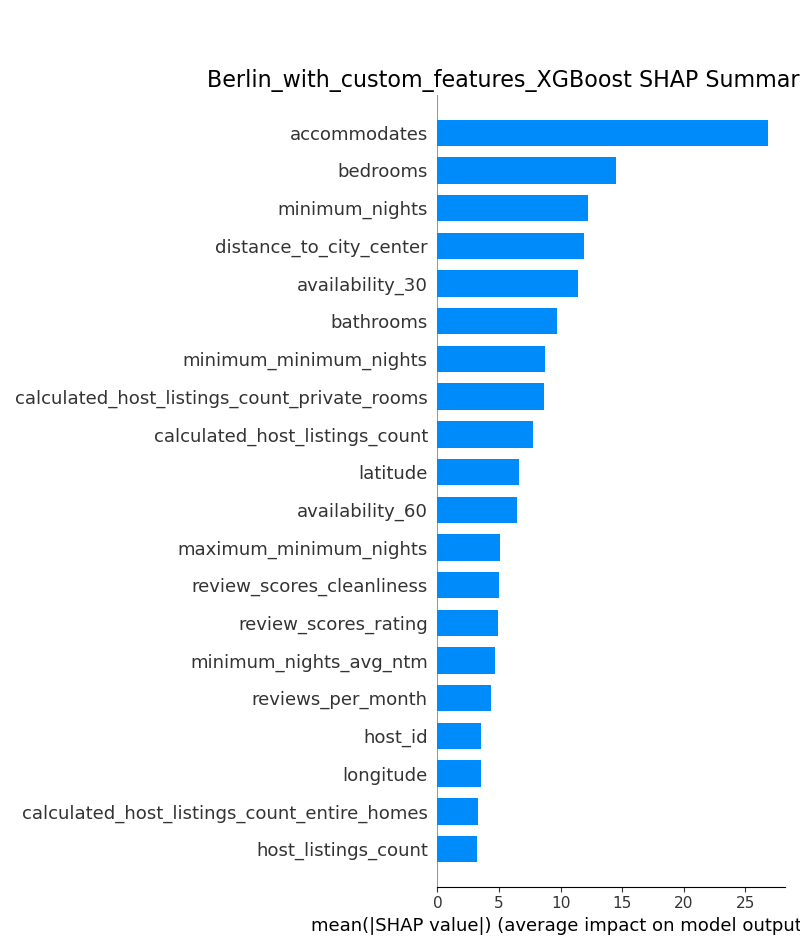 Berlin_with_custom_features_XGBoost SHAP Summar
accommodates
bedrooms
minimum_nights
distance_to_city_center
availability_30
bathrooms
minimum_minimum_nights
calculated_host_listings_count_private_rooms
calculated_host_listings_count
latitude
availability_60
maximum_minimum_nights
review_scores_cleanliness
review_scores_rating
minimum_nights_avg_ntm
reviews_per_month
host_id
longitude
calculated_host_listings_count_entire_homes
host_listings_count
0 5 10 15 20 25
mean(|SHAP value|) (average impact on model output